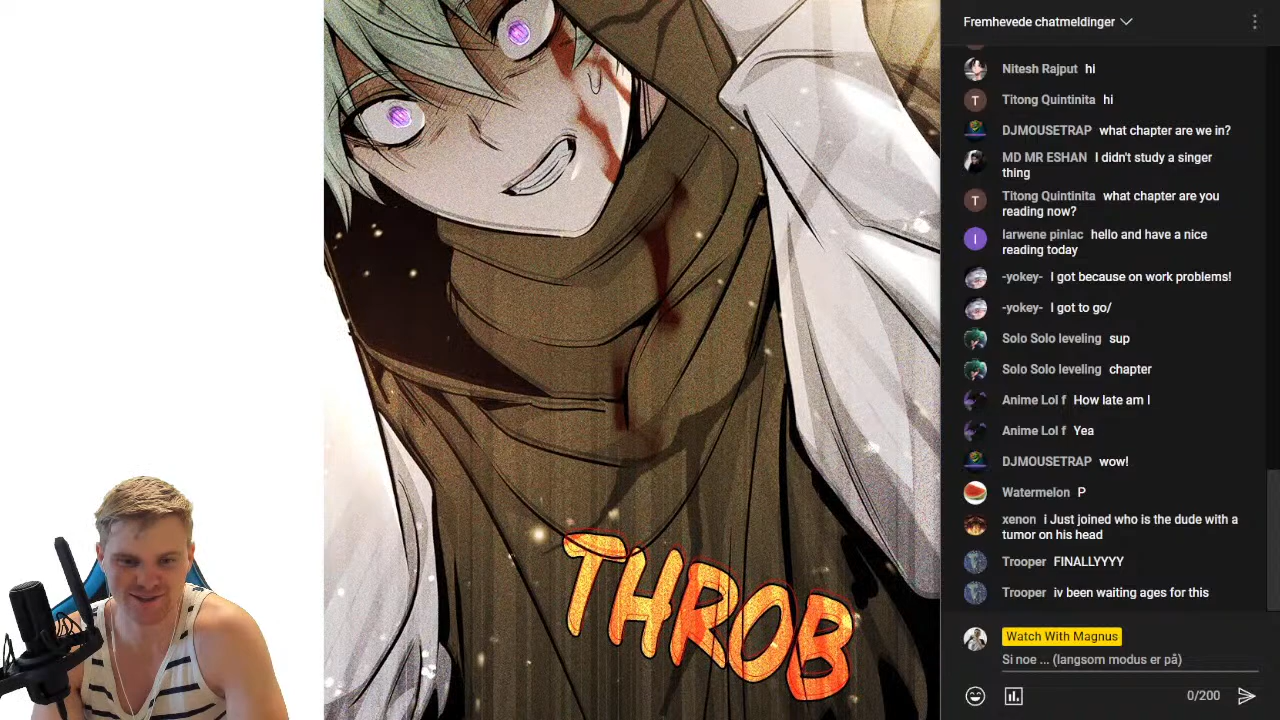 Fremhevede chatmeldinger
Nitesh Rajput hi
Titong Quintinita hi
DJMOUSETRAP what chapter are we in?
MD MR ESHAN I didn't study a singer
thing
Titong Quintinita what chapter are you
reading now?
larwene pinlac hello and have a nice
reading today
-yokey- I got because on work problems!
-yokey- I got to go/
Solo Solo leveling sup
Solo Solo leveling chapter
Anime Lol f How late am I
Anime Lol f Yea
DJMOUSETRAP wow!
Watermelon P
xenon i Just joined who is the dude with a
tumor on his head
Trooper FINALLYYYY
Trooper iv been waiting ages for this
Watch With Magnus
Si noe ... (langsom modus er på)
0/200
THROB